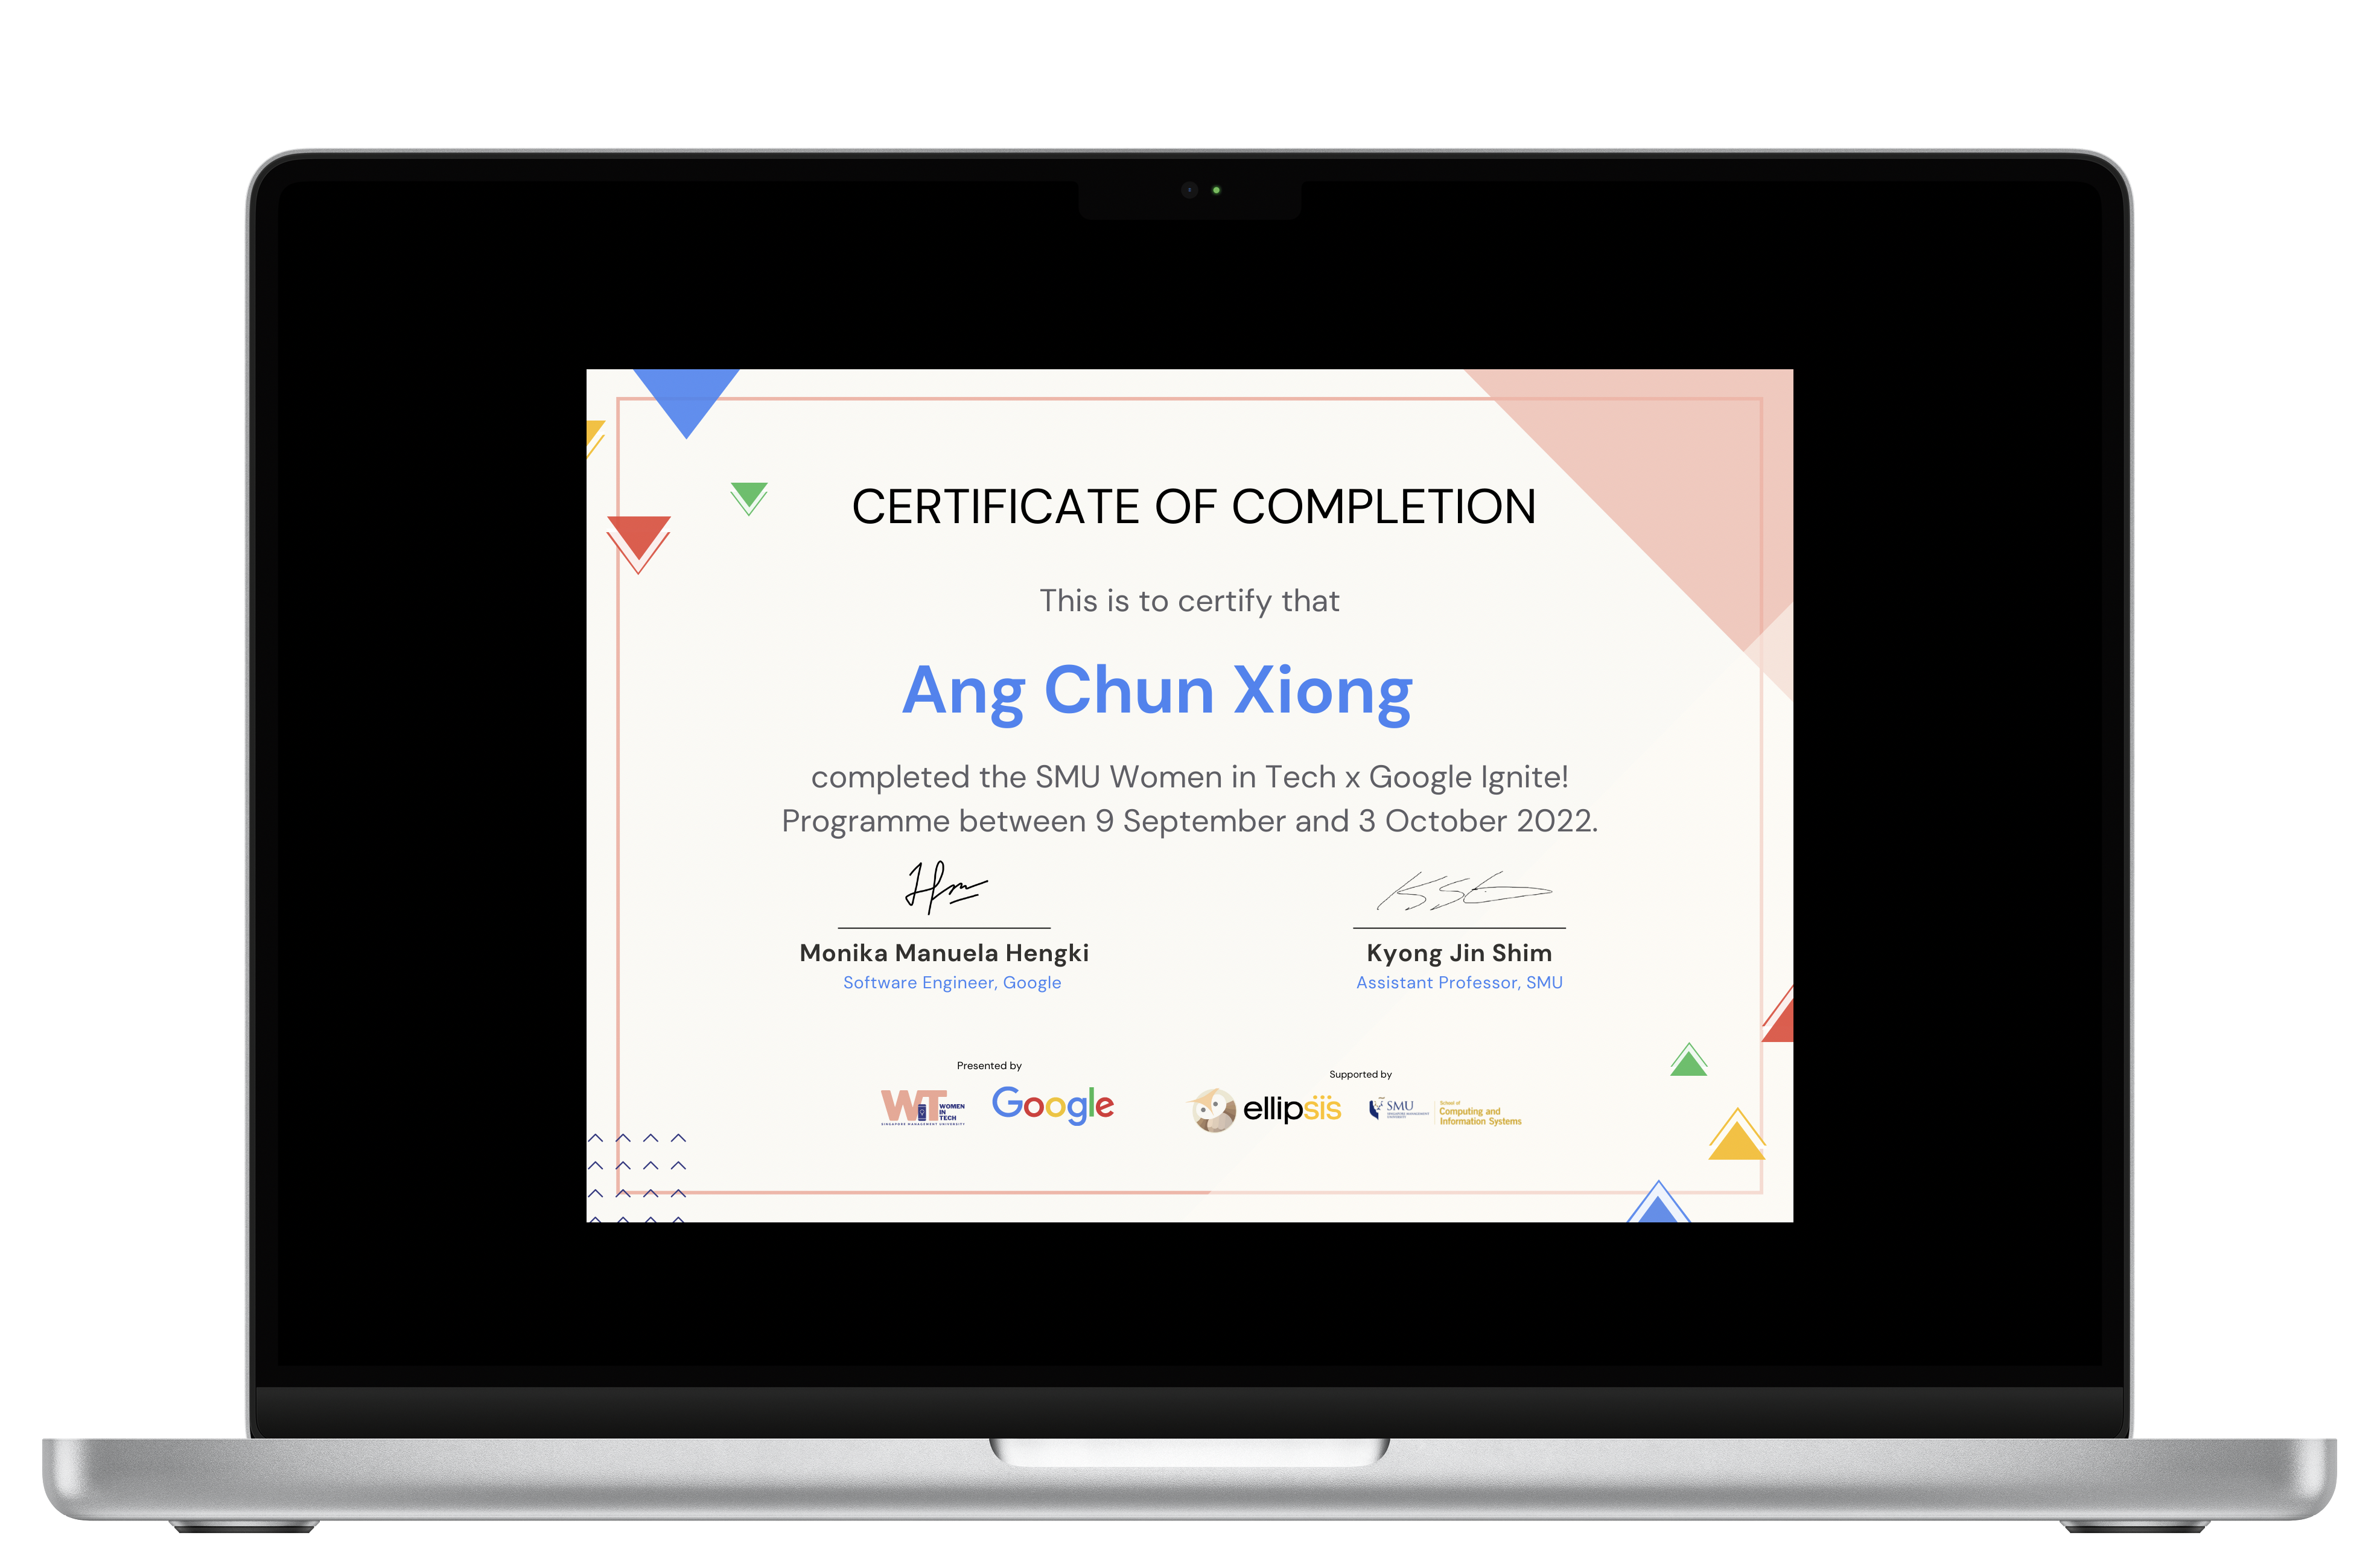 CERTIFICATE OF COMPLETION
This is to certify that
Ang Chun Xiong
completed the SMU Women in Tech x Google Ignite!
Programme between 9 September and 3 October 2022.
Monika Manuela Hengki
Software Engineer, Google
Kyong Jin Shim
Assistant Professor, SMU
Presented by
WIT WOMEN IN TECH
SINGAPORE MANAGEMENT UNIVERSITY
Google
Supported by
ellipsis
SMU
SINGAPORE MANAGEMENT
UNIVERSITY
School of
Computing and
Information Systems